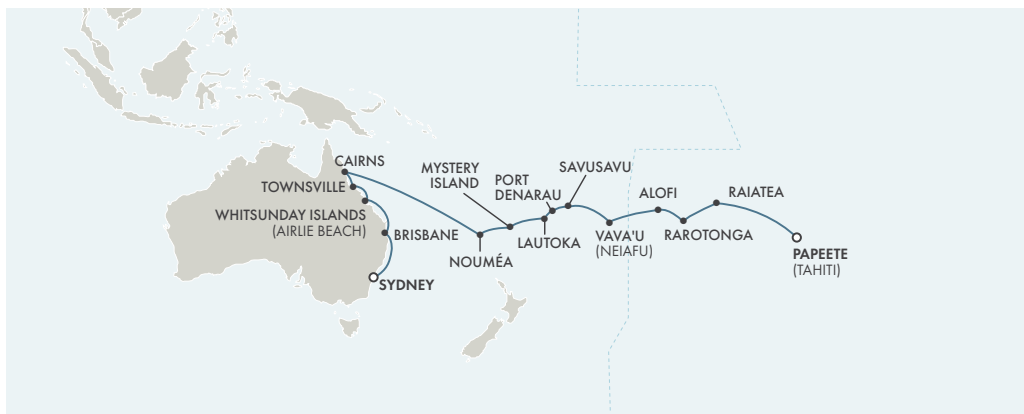 CAIRNS
TOWNSVILLE
WHITSUNDAY ISLANDS
(AIRLIE BEACH)
BRISBANE
SYDNEY
NOUMÉA
MYSTERY
ISLAND
LAUTOKA
PORT
DENARAU
SAVUSAVU
VAVA'U
(NEIAFU)
ALOFI
RAROTONGA
RAIATEA
PAPEETE
(TAHITI)